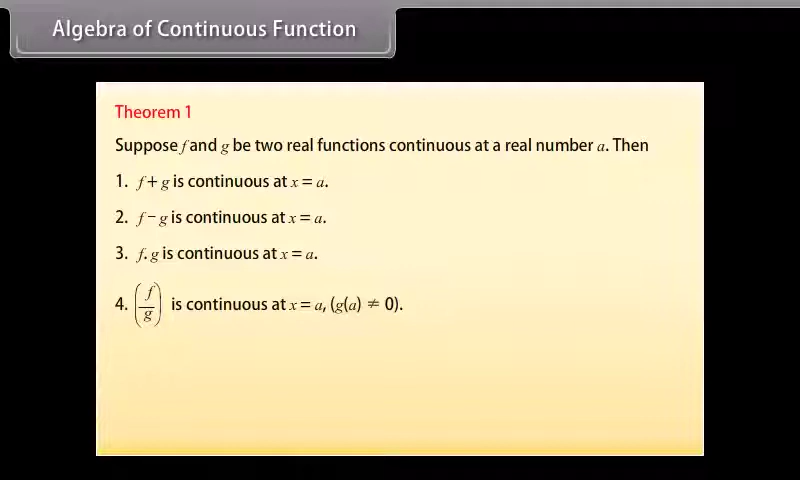 Algebra of Continuous Function
Theorem 1
Suppose f and g be two real functions continuous at a real number a. Then
1. f + g is continuous at x = a.
2. f − g is continuous at x = a.
3. f. g is continuous at x = a.
4. (f/g) is continuous at x = a, (g(a) ≠ 0).